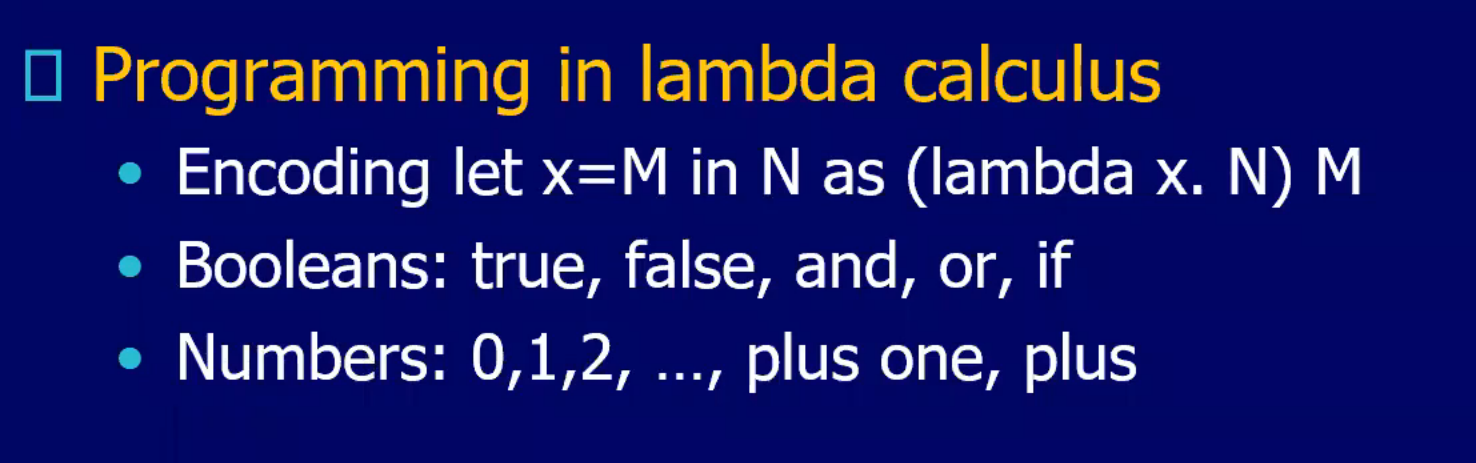 Programming in lambda calculus
Encoding let x=M in N as (lambda x. N) M
Booleans: true, false, and, or, if
Numbers: 0,1,2, ..., plus one, plus